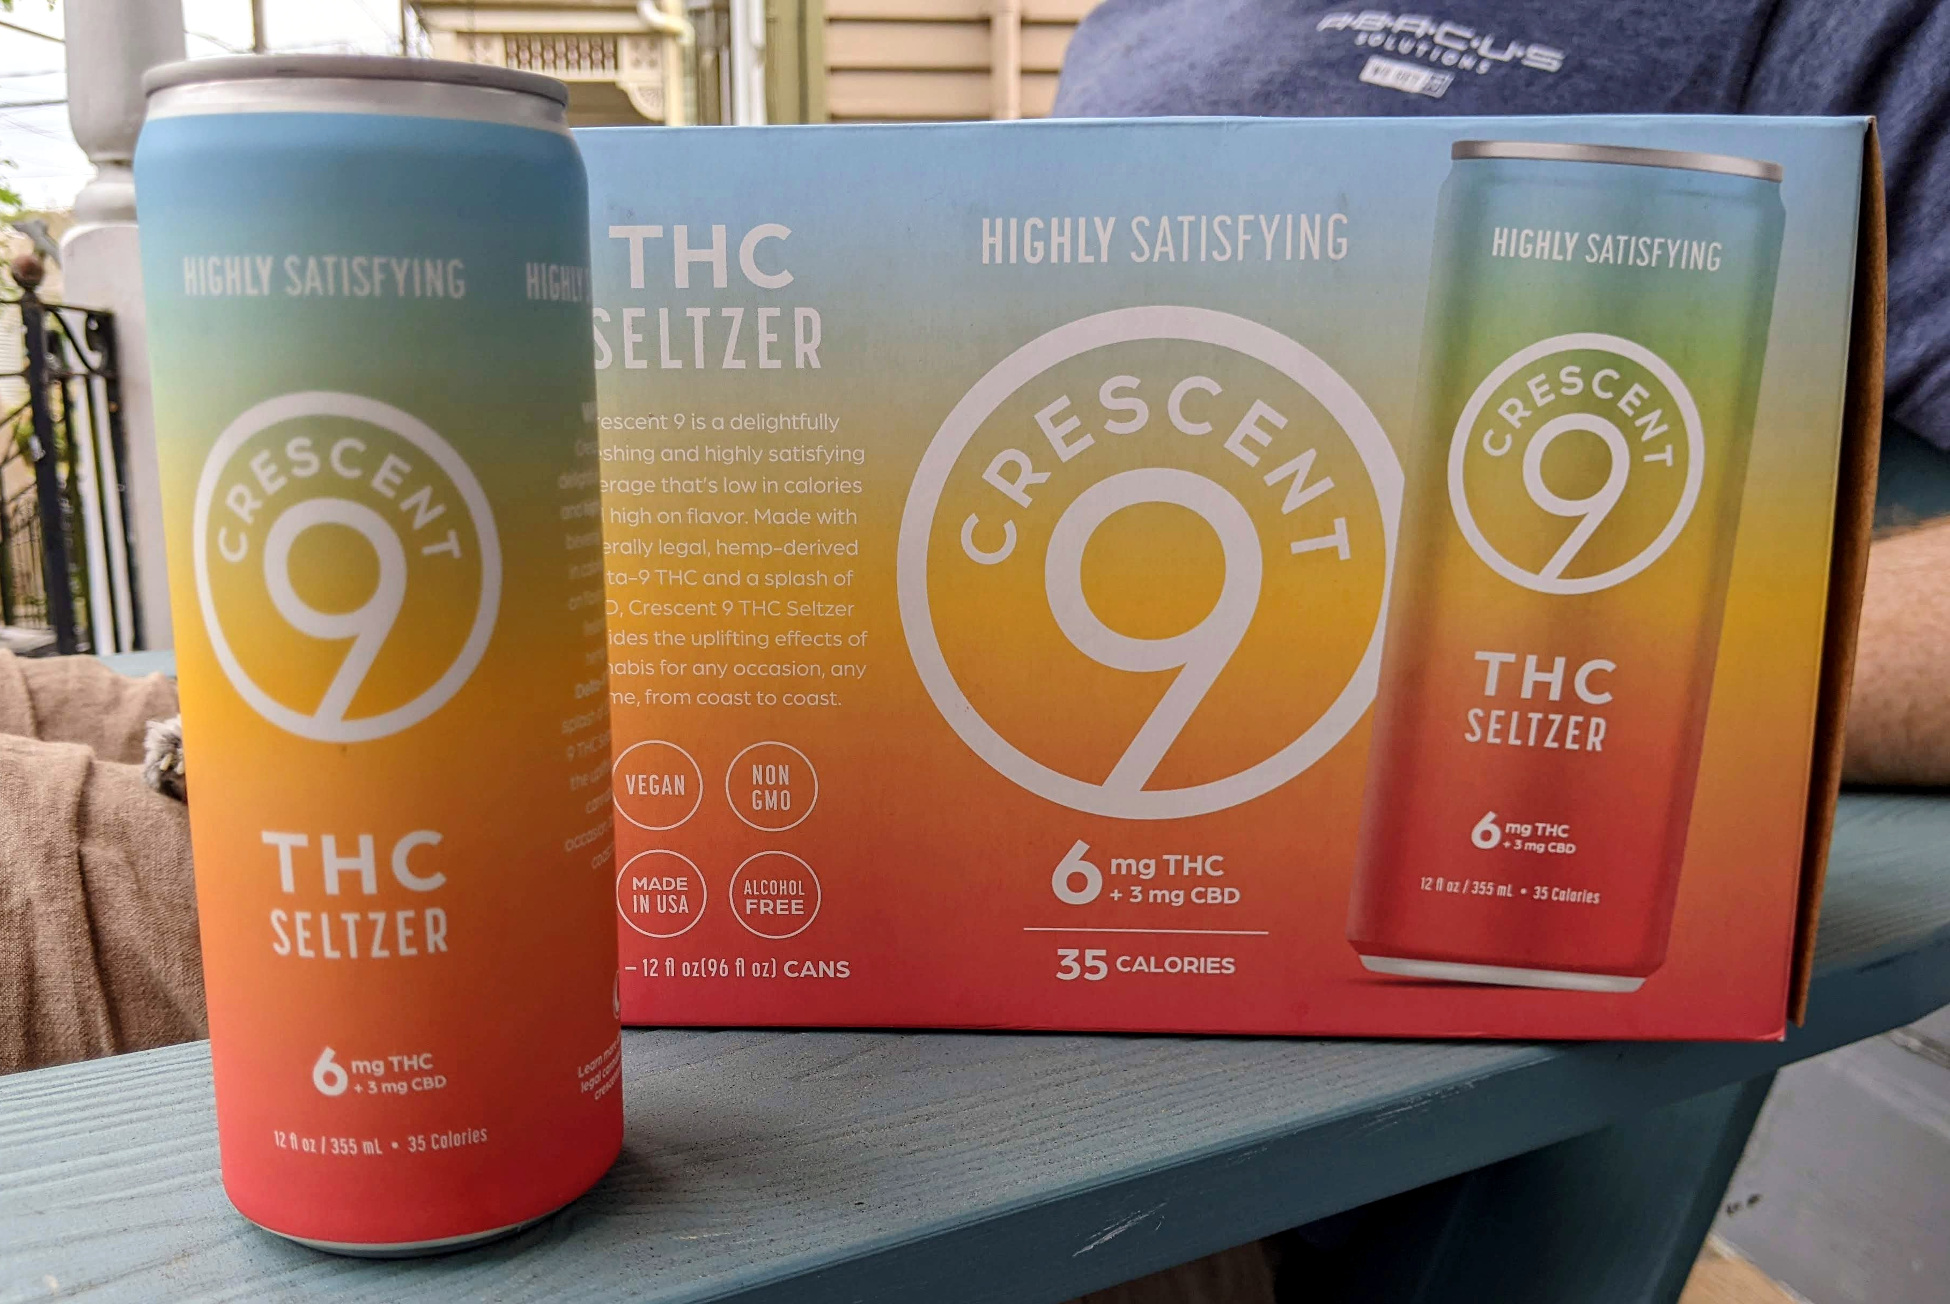 HIGHLY SATISFYING
HIGHLY
CRESCENT
9
THC
SELTZER
6 mg THC
+ 3 mg CBD
12 fl oz / 355 mL • 35 Calories
Learn more
legal
THC
SELTZER
escent 9 is a delightfully
shing and highly satisfying
erage that's low in calories
high on flavor. Made with
erally legal, hemp-derived
ta-9 THC and a splash of
D, Crescent 9 THC Seltzer
ides the uplifting effects of
nabis for any occasion, any
me, from coast to coast.
VEGAN
NON
GMO
MADE
IN USA
ALCOHOL
FREE
– 12 fl oz(96 fl oz) CANS
HIGHLY SATISFYING
CRESCENT
9
6 mg THC
+ 3 mg CBD
35 CALORIES
HIGHLY SATISFYING
CRESCENT
9
THC
SELTZER
6 mg THC
+ 3 mg CBD
12 fl oz / 355 mL • 35 Calories
ABACUS
SOLUTIONS